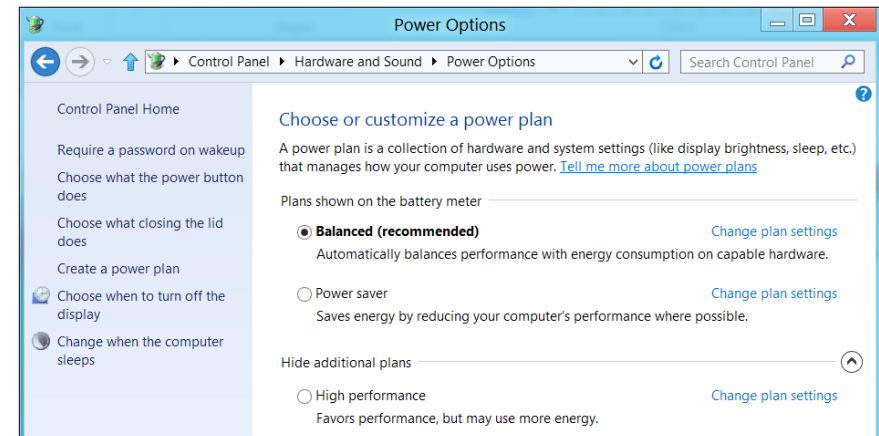 Power Options
Control Panel Hardware and Sound Power Options
Search Control Panel
Control Panel Home
Require a password on wakeup
Choose what the power button
does
Choose what closing the lid
does
Create a power plan
Choose when to turn off the
display
Change when the computer
sleeps
Choose or customize a power plan
A power plan is a collection of hardware and system settings (like display brightness, sleep, etc.)
that manages how your computer uses power. Tell me more about power plans
Plans shown on the battery meter
Balanced (recommended) Change plan settings
Automatically balances performance with energy consumption on capable hardware.
Power saver Change plan settings
Saves energy by reducing your computer's performance where possible.
Hide additional plans
High performance Change plan settings
Favors performance, but may use more energy.